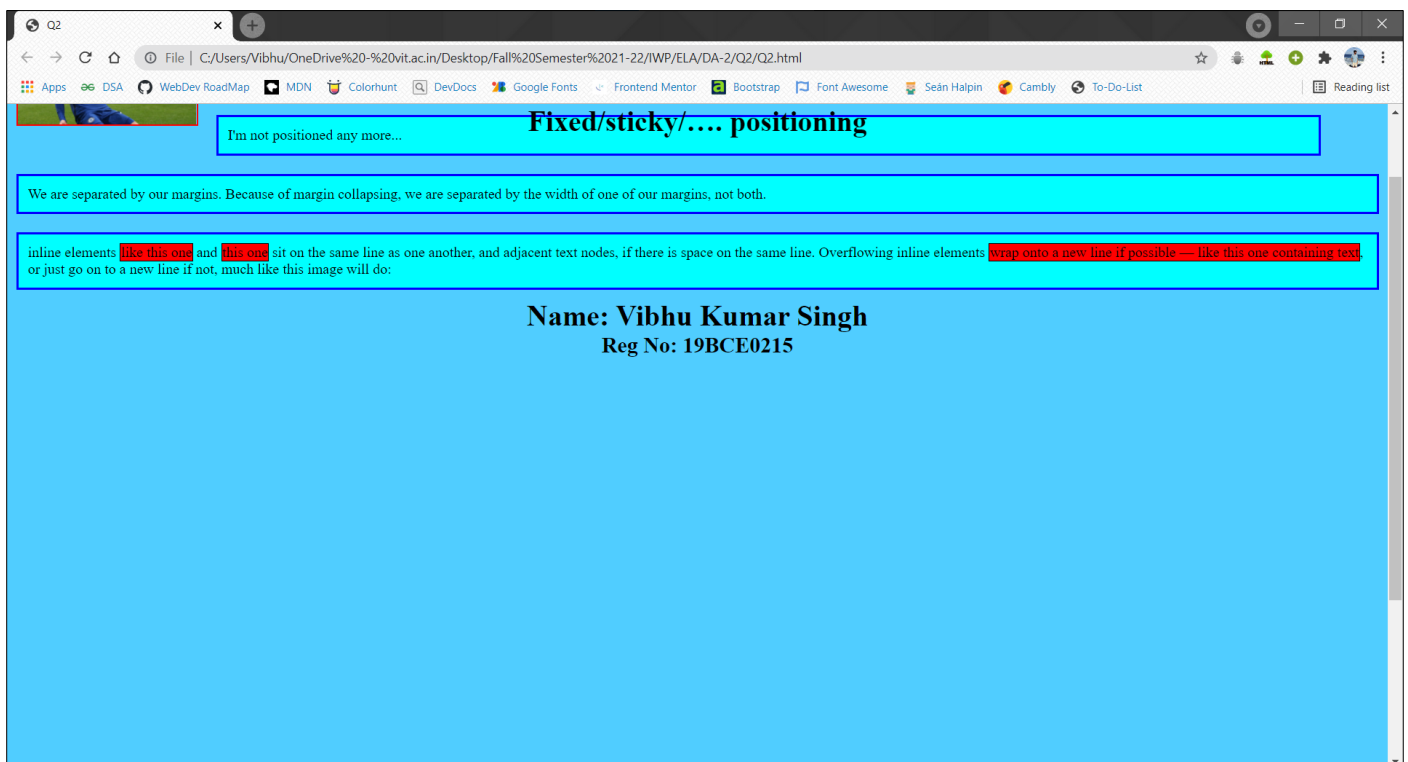 Q2
File | C:/Users/Vibhu/OneDrive%20-%20vit.ac.in/Desktop/Fall%20Semester%2021-22/IWP/ELA/DA-2/Q2/Q2.html
Apps DSA WebDev RoadMap MDN Colorhunt DevDocs Google Fonts Frontend Mentor Bootstrap Font Awesome Seán Halpin Cambly To-Do-List Reading list
Fixed/sticky/…. positioning
I'm not positioned any more...
We are separated by our margins. Because of margin collapsing, we are separated by the width of one of our margins, not both.
inline elements like this one and this one sit on the same line as one another, and adjacent text nodes, if there is space on the same line. Overflowing inline elements wrap onto a new line if possible — like this one containing text,
or just go on to a new line if not, much like this image will do:
Name: Vibhu Kumar Singh
Reg No: 19BCE0215